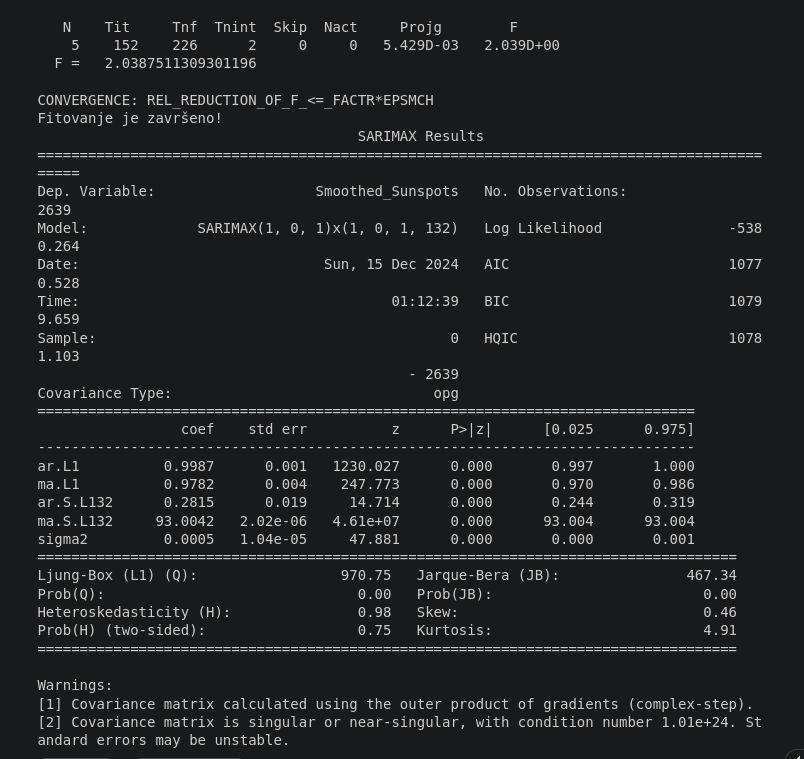 N    Tit     Tnf  Tnint  Skip  Nact     Projg        F
5    152    226      2     0     0   5.429D-03   2.039D+00
F =   2.0387511309301196
CONVERGENCE: REL_REDUCTION_OF_F_<=_FACTR*EPSMCH
Fitovanje je završeno!
SARIMAX Results
======================================================================================
=====
Dep. Variable:                   Smoothed_Sunspots   No. Observations:
2639
Model:             SARIMAX(1, 0, 1)x(1, 0, 1, 132)   Log Likelihood               -538
0.264
Date:                             Sun, 15 Dec 2024   AIC                          1077
0.528
Time:                                     01:12:39   BIC                          1079
9.659
Sample:                                          0   HQIC                         1078
1.103
- 2639
Covariance Type:                               opg
==============================================================================
coef    std err          z      P>|z|      [0.025      0.975]
------------------------------------------------------------------------------
ar.L1          0.9987      0.001   1230.027      0.000       0.997       1.000
ma.L1          0.9782      0.004    247.773      0.000       0.970       0.986
ar.S.L132      0.2815      0.019     14.714      0.000       0.244       0.319
ma.S.L132     93.0042   2.02e-06   4.61e+07      0.000      93.004      93.004
sigma2         0.0005   1.04e-05     47.881      0.000       0.000       0.001
===================================================================================
Ljung-Box (L1) (Q):                 970.75   Jarque-Bera (JB):               467.34
Prob(Q):                              0.00   Prob(JB):                         0.00
Heteroskedasticity (H):               0.98   Skew:                             0.46
Prob(H) (two-sided):                  0.75   Kurtosis:                         4.91
===================================================================================
Warnings:
[1] Covariance matrix calculated using the outer product of gradients (complex-step).
[2] Covariance matrix is singular or near-singular, with condition number 1.01e+24. St
andard errors may be unstable.